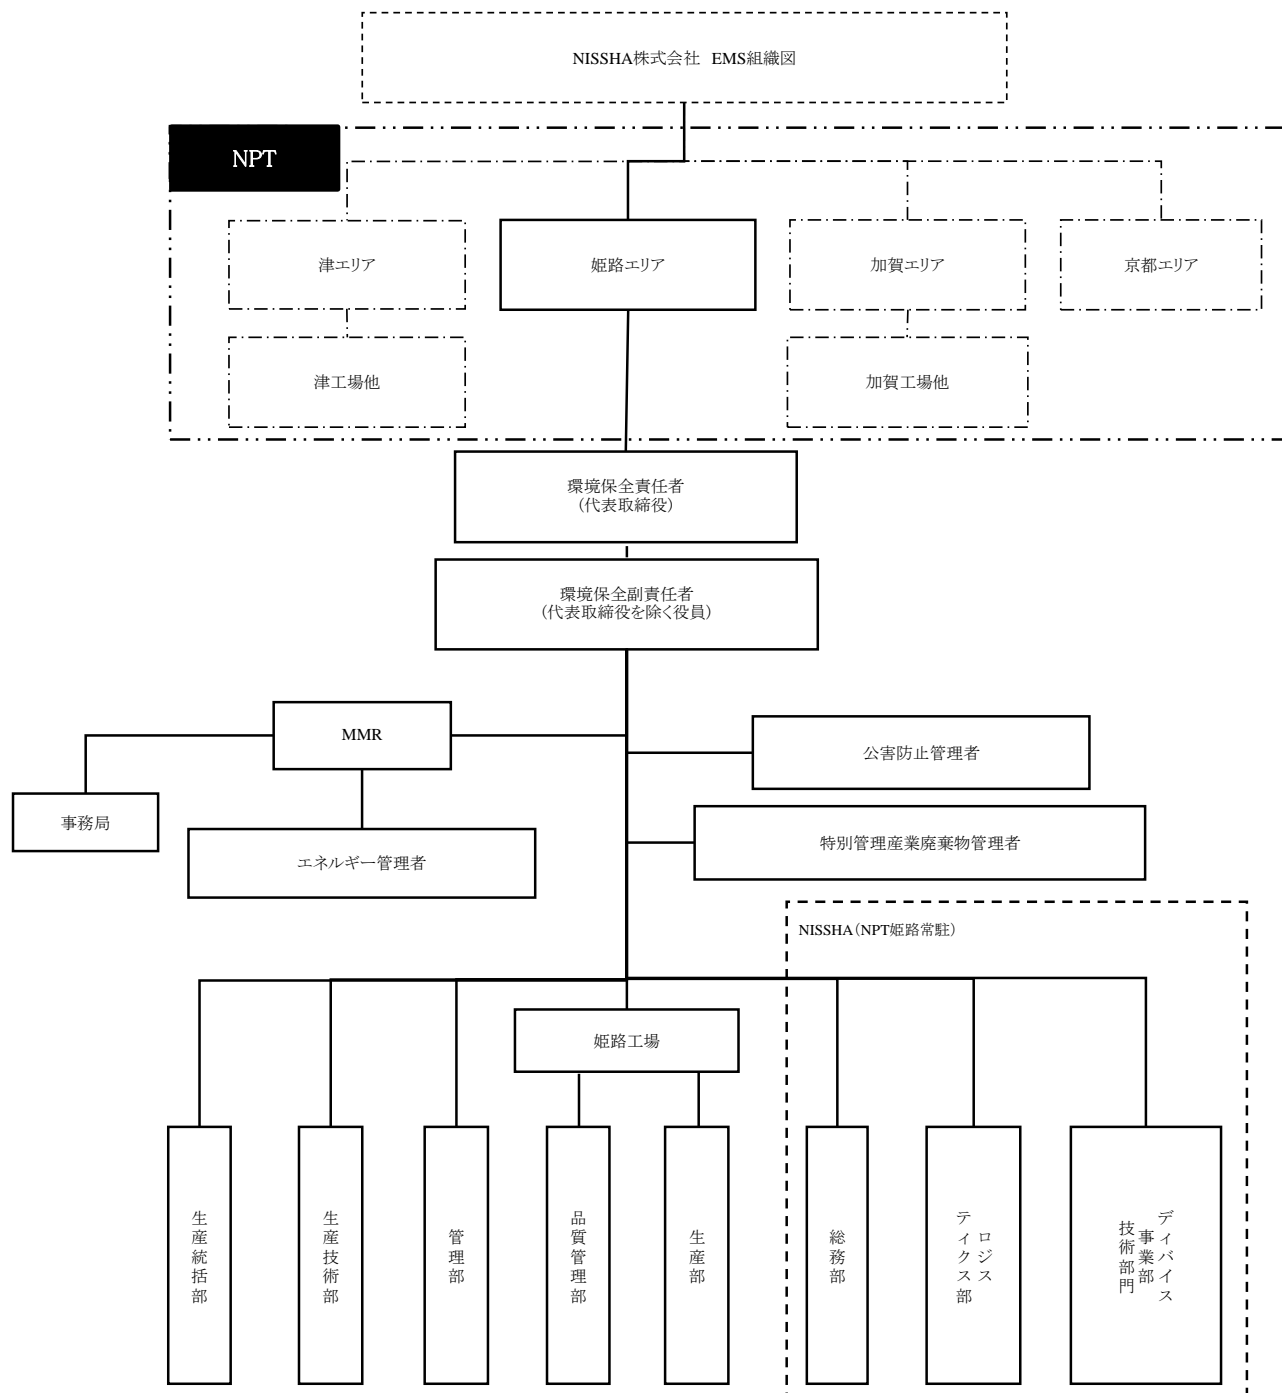 NISSHA株式会社 EMS組織図
NPT
津エリア
姫路エリア
加賀エリア
京都エリア
津工場他
加賀工場他
環境保全責任者
(代表取締役)
環境保全副責任者
(代表取締役を除く役員)
MMR
公害防止管理者
事務局
エネルギー管理者
特別管理産業廃棄物管理者
NISSHA(NPT姫路常駐)
姫路工場
生産統括部
生産技術部
管理部
品質管理部
生産部
総務部
ロジス
ティクス部
ディバイス
事業部
技術部門